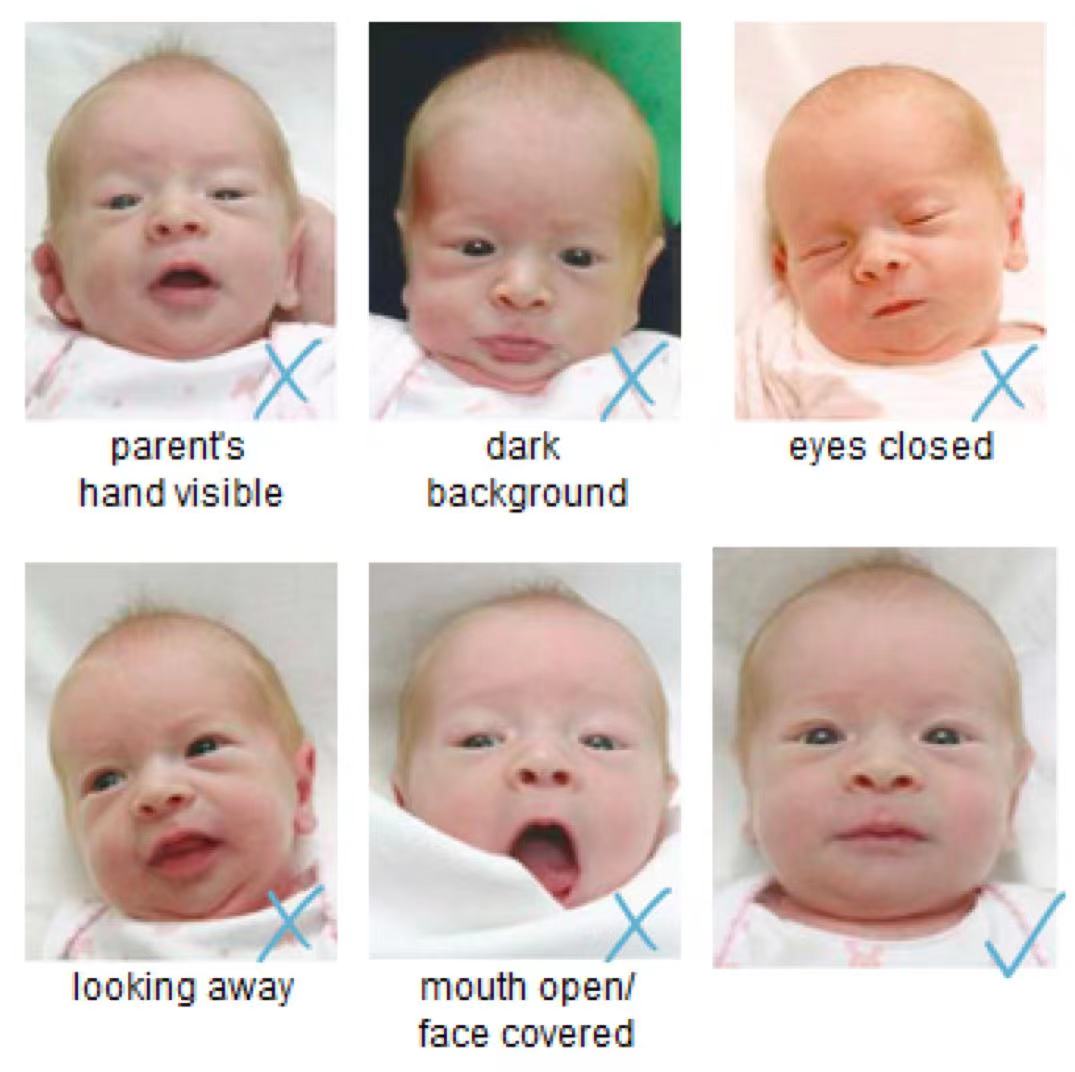 parent's
hand visible
dark
background
eyes closed
looking away
mouth open/
face covered